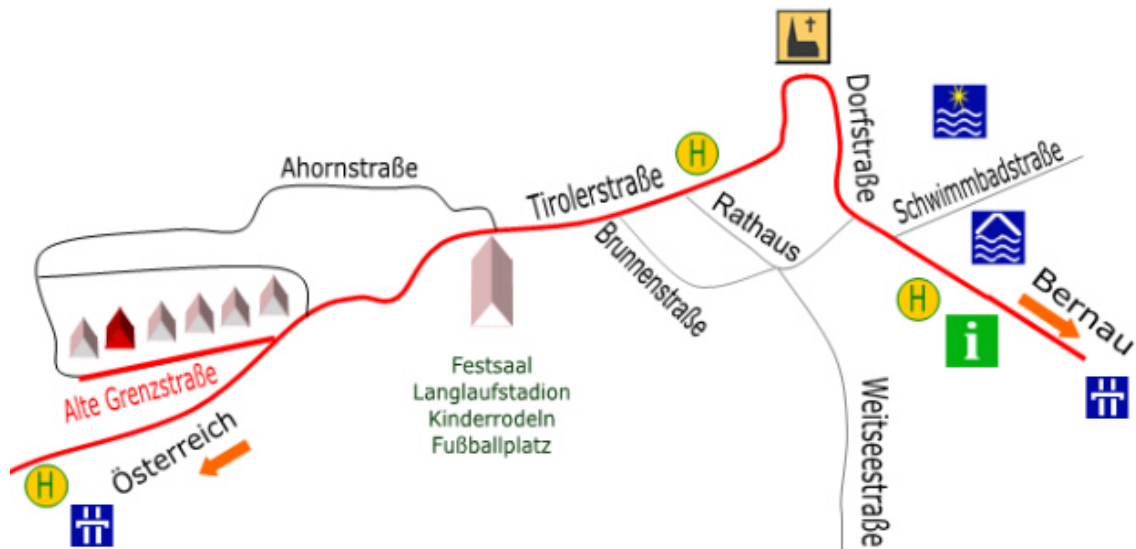 Ahornstraße
Tirolerstraße
H
Dorfstraße
Schwimmbadstraße
Rathaus
Brunnenstraße
H
i
Bernau
Alte Grenzstraße
Festsaal
Langlaufstadion
Kinderrodeln
Fußballplatz
Weitseestraße
Österreich
H